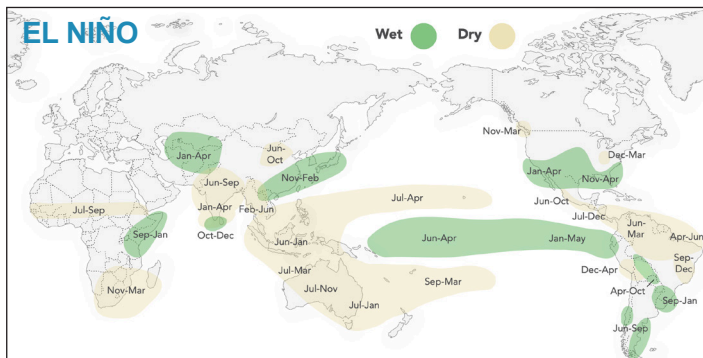 EL NIÑO
Wet
Dry
Nov-Mar
Dec-Mar
Jan-Apr
Jun-
Oct
Jan-Apr
Nov-Apr
Nov-Feb
Jun-Sep
Jun-Oct
Jul-Apr
Jul-Sep
Jan-Apr
Feb-Jun
Jul-Dec
Oct-Dec
Jun-
Mar
Apr-Jun
Sep-Jan
Jun-Jan
Jun-Apr
Jan-May
Sep-
Dec
Jul-Mar
Dec-Apr
Nov-Mar
Jul-Nov
Sep-Mar
Apr-Oct
Jul-Jan
Sep-Jan
Jun-Sep